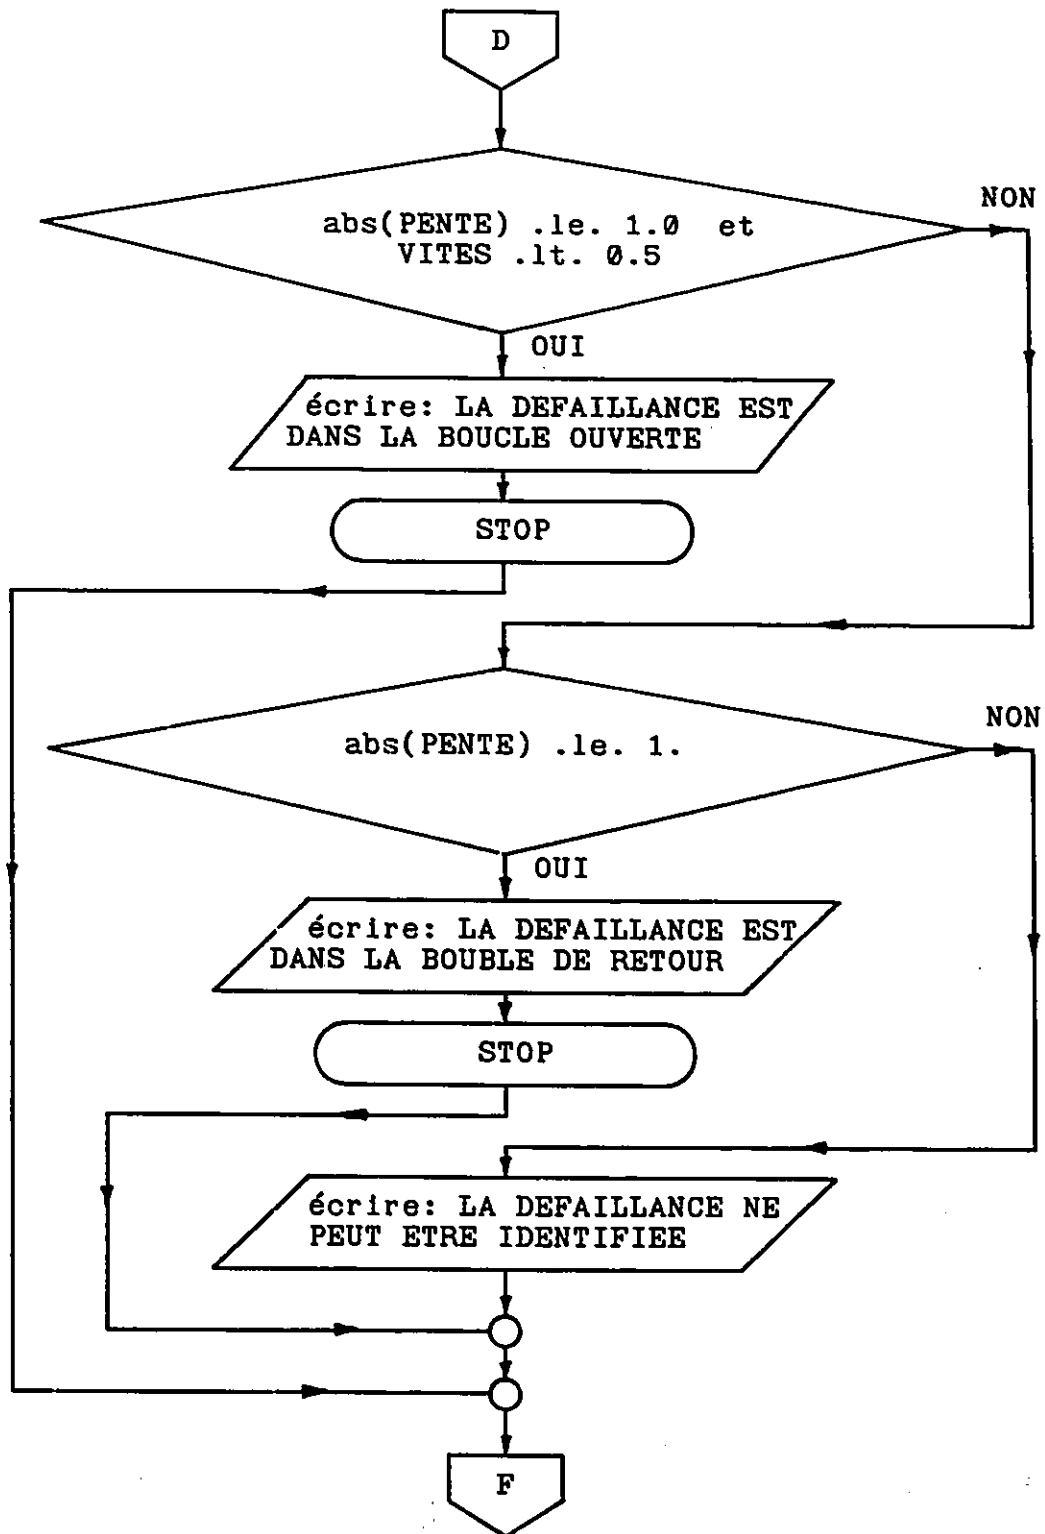 D
abs(PENTE) .le. 1.0 et
VITES .lt. 0.5
NON
OUI
écrire: LA DEFAILLANCE EST
DANS LA BOUCLE OUVERTE
STOP
abs(PENTE) .le. 1.
NON
OUI
écrire: LA DEFAILLANCE EST
DANS LA BOUBLE DE RETOUR
STOP
écrire: LA DEFAILLANCE NE
PEUT ETRE IDENTIFIEE
F